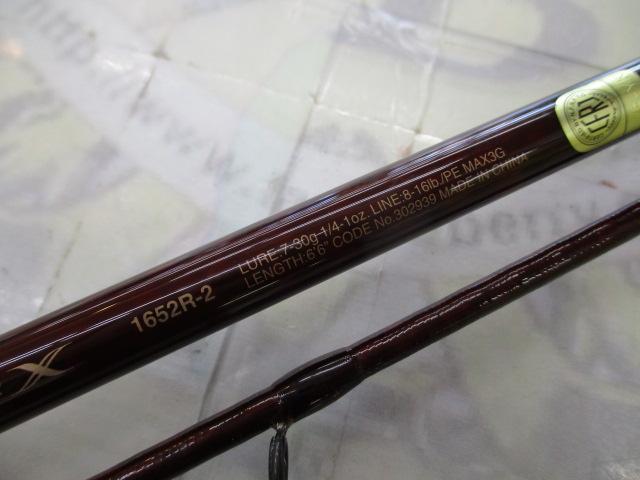 X
1652R-2
LURE:7-30g 1/4-1oz. LINE:8-16lb./PE MAX3G
LENGTH:6'6" CODE No.302939 MADE IN CHINA
CFRT